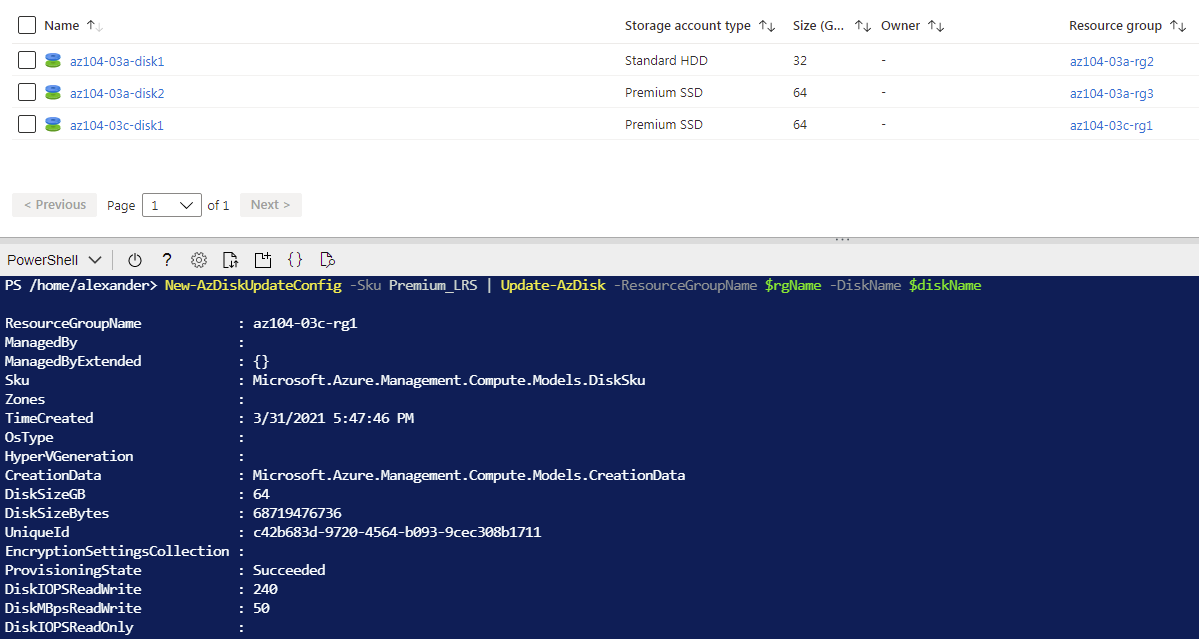 Name Storage account type Size (G... Owner Resource group
az104-03a-disk1 Standard HDD 32 - az104-03a-rg2
az104-03a-disk2 Premium SSD 64 - az104-03a-rg3
az104-03c-disk1 Premium SSD 64 - az104-03c-rg1
< Previous Page 1 of 1 Next >
...
PowerShell ? {}
PS /home/alexander> New-AzDiskUpdateConfig -Sku Premium_LRS | Update-AzDisk -ResourceGroupName $rgName -DiskName $diskName
ResourceGroupName : az104-03c-rg1
ManagedBy :
ManagedByExtended : {}
Sku : Microsoft.Azure.Management.Compute.Models.DiskSku
Zones :
TimeCreated : 3/31/2021 5:47:46 PM
OsType :
HyperVGeneration :
CreationData : Microsoft.Azure.Management.Compute.Models.CreationData
DiskSizeGB : 64
DiskSizeBytes : 68719476736
UniqueId : c42b683d-9720-4564-b093-9cec308b1711
EncryptionSettingsCollection :
ProvisioningState : Succeeded
DiskIOPSReadWrite : 240
DiskMBpsReadWrite : 50
DiskIOPSReadOnly :